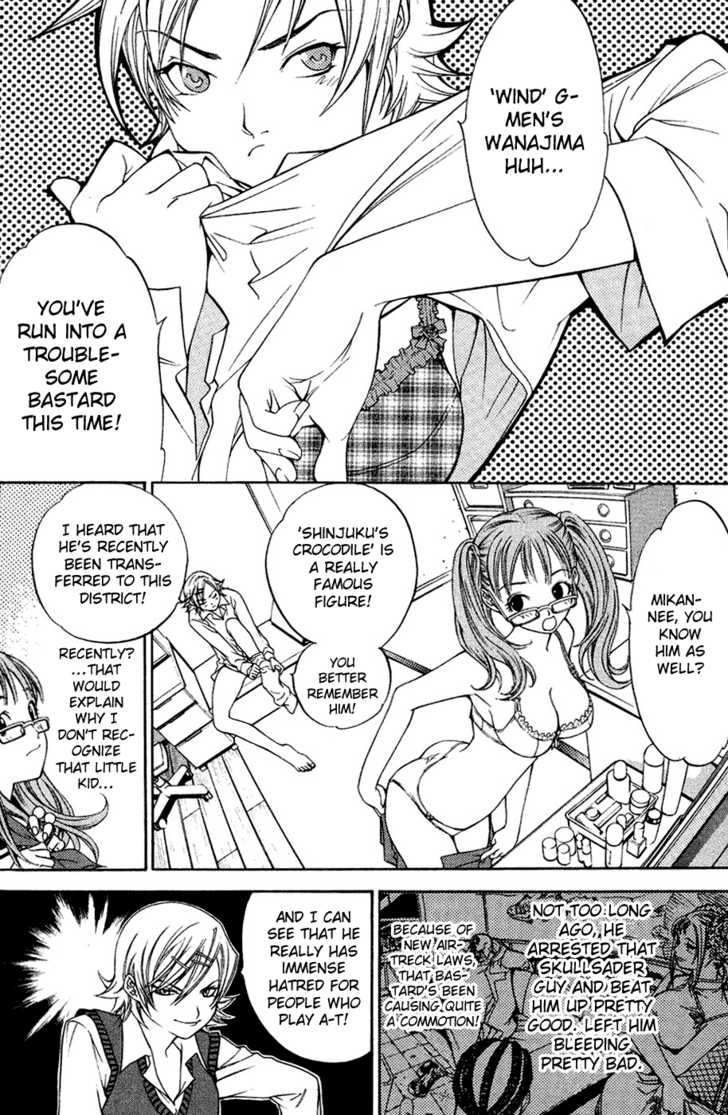 'WIND' G-
MEN'S
WANAJIMA
HUH...
YOU'VE
RUN INTO A
TROUBLE-
SOME
BASTARD
THIS TIME!
MIKAN-
NEE, YOU
KNOW
HIM AS
WELL?
'SHINJUKU'S
CROCODILE' IS
A REALLY
FAMOUS
FIGURE!
YOU
BETTER
REMEMBER
HIM!
I HEARD THAT
HE'S RECENTLY
BEEN TRANS-
FERRED TO THIS
DISTRICT!
RECENTLY?
...THAT
WOULD
EXPLAIN
WHY I
DON'T REC-
OGNIZE
THAT LITTLE
KID...
NOT TOO LONG
AGO, HE
ARRESTED THAT
SKULLSADER
GUY AND BEAT
HIM UP PRETTY
GOOD. LEFT HIM
BLEEDING
PRETTY BAD.
BECAUSE OF
NEW AIR-
TRECK LAWS,
THAT BAS-
TARD'S BEEN
CAUSING QUITE
A COMMOTION!
AND I CAN
SEE THAT HE
REALLY HAS
IMMENSE
HATRED FOR
PEOPLE WHO
PLAY A-T!